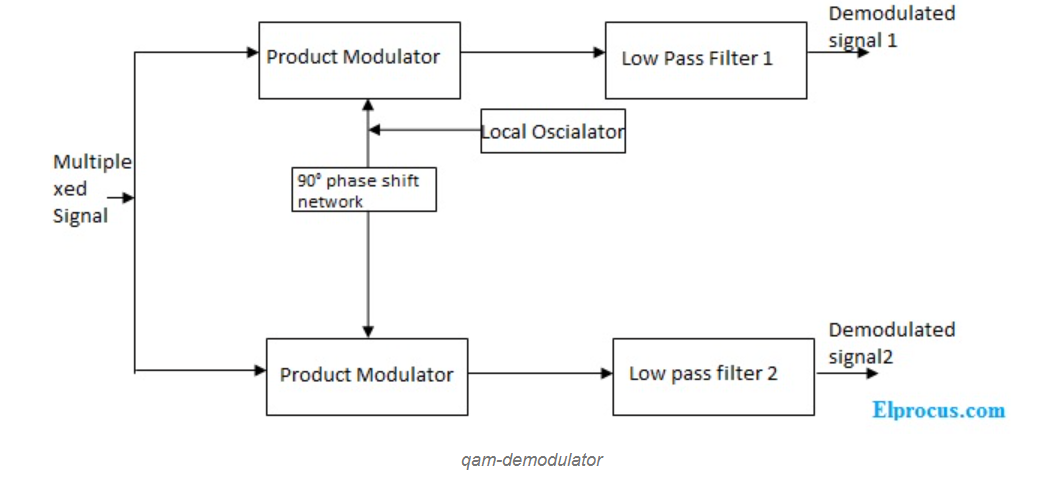 Demodulated
signal 1
Product Modulator
Low Pass Filter 1
Local Oscialator
Multiple
xed
Signal
90° phase shift
network
Demodulated
signal2
Product Modulator
Low pass filter 2
Elprocus.com
qam-demodulator